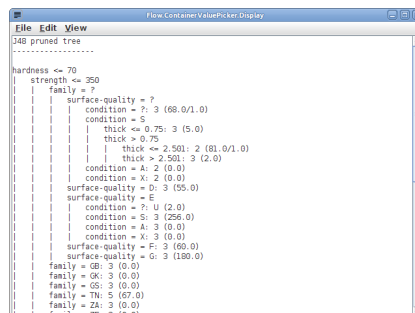 Flow.ContainerValuePicker.Display
File Edit View
J48 pruned tree
------------------
hardness <= 70
|   strength <= 350
|   |   family = ?
|   |   |   surface-quality = ?
|   |   |   |   condition = ?: 3 (68.0/1.0)
|   |   |   |   condition = S
|   |   |   |   |   thick <= 0.75: 3 (5.0)
|   |   |   |   |   thick > 0.75
|   |   |   |   |   |   thick <= 2.501: 2 (81.0/1.0)
|   |   |   |   |   |   thick > 2.501: 3 (2.0)
|   |   |   |   condition = A: 2 (0.0)
|   |   |   |   condition = X: 2 (0.0)
|   |   |   surface-quality = D: 3 (55.0)
|   |   |   surface-quality = E
|   |   |   |   condition = ?: U (2.0)
|   |   |   |   condition = S: 3 (256.0)
|   |   |   |   condition = A: 3 (0.0)
|   |   |   |   condition = X: 3 (0.0)
|   |   |   surface-quality = F: 3 (60.0)
|   |   |   surface-quality = G: 3 (180.0)
|   |   family = GB: 3 (0.0)
|   |   family = GK: 3 (0.0)
|   |   family = GS: 3 (0.0)
|   |   family = TN: 5 (67.0)
|   |   family = ZA: 3 (0.0)